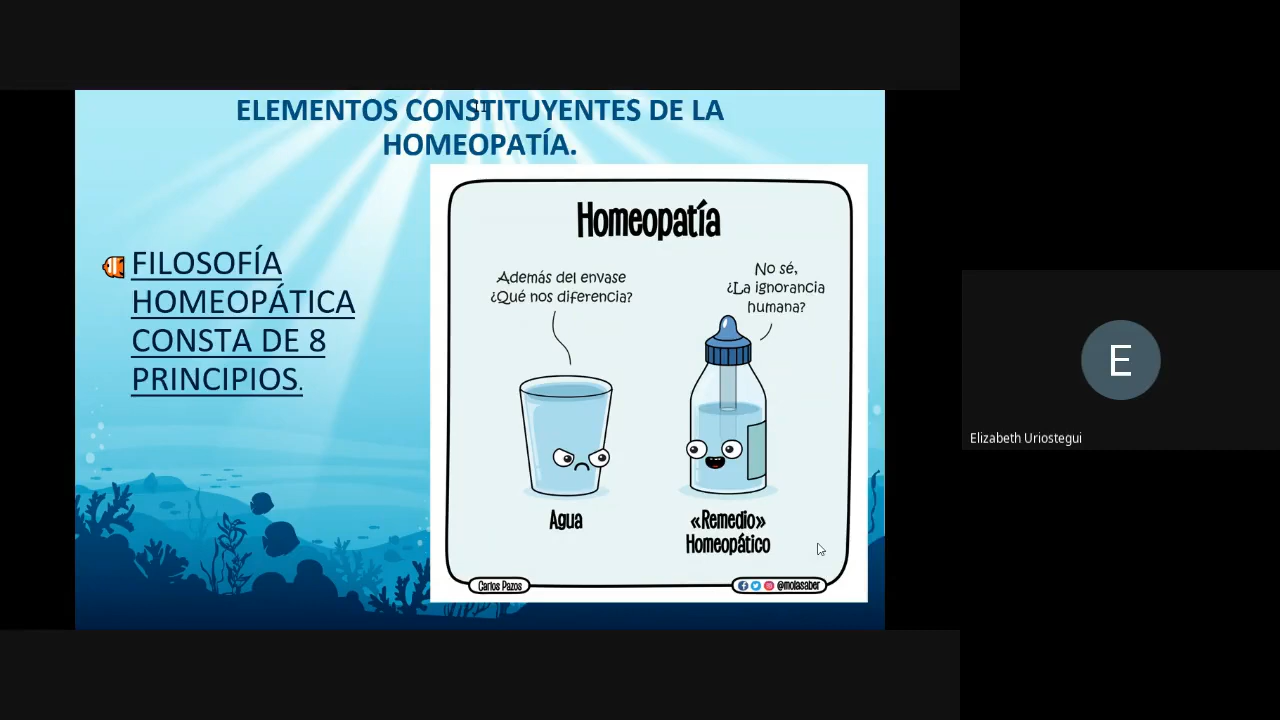 ELEMENTOS CONSTITUYENTES DE LA
HOMEOPATÍA.
FILOSOFÍA
HOMEOPÁTICA
CONSTA DE 8
PRINCIPIOS.
Homeopatía
Además del envase
¿Qué nos diferencia?
No sé,
¿La ignorancia
humana?
Agua
«Remedio»
Homeopático
Carlos Pazos
@molasaber
E
Elizabeth Uriostegui